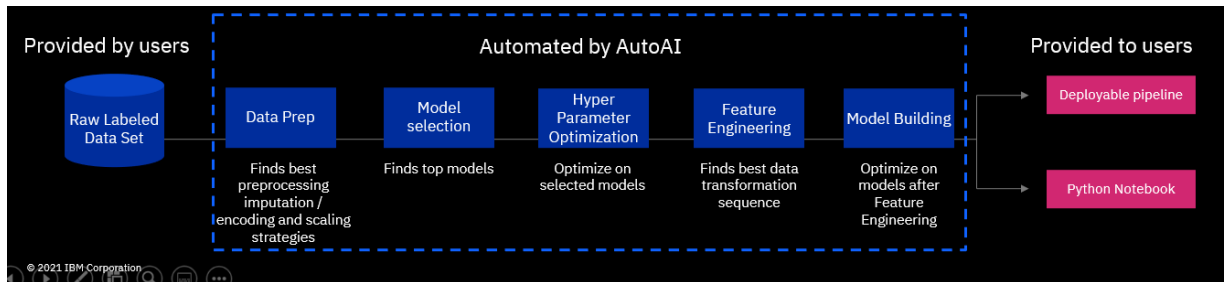 Provided by users
Automated by AutoAI
Provided to users
Raw Labeled
Data Set
Data Prep
Model
selection
Hyper
Parameter
Optimization
Feature
Engineering
Model Building
Deployable pipeline
Python Notebook
Finds best
preprocessing
imputation /
encoding and scaling
strategies
Finds top models
Optimize on
selected models
Finds best data
transformation
sequence
Optimize on
models after
Feature
Engineering
© 2021 IBM Corporation